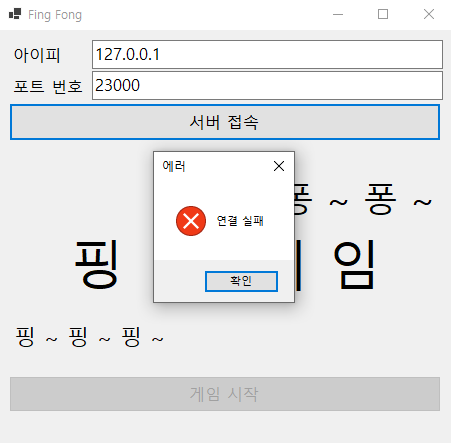 Fing Fong
아이피 127.0.0.1
포트 번호 23000
서버 접속
에러
연결 실패
확인
퐁 ~ 퐁 ~
핑 임
핑 ~ 핑 ~ 핑 ~
게임 시작